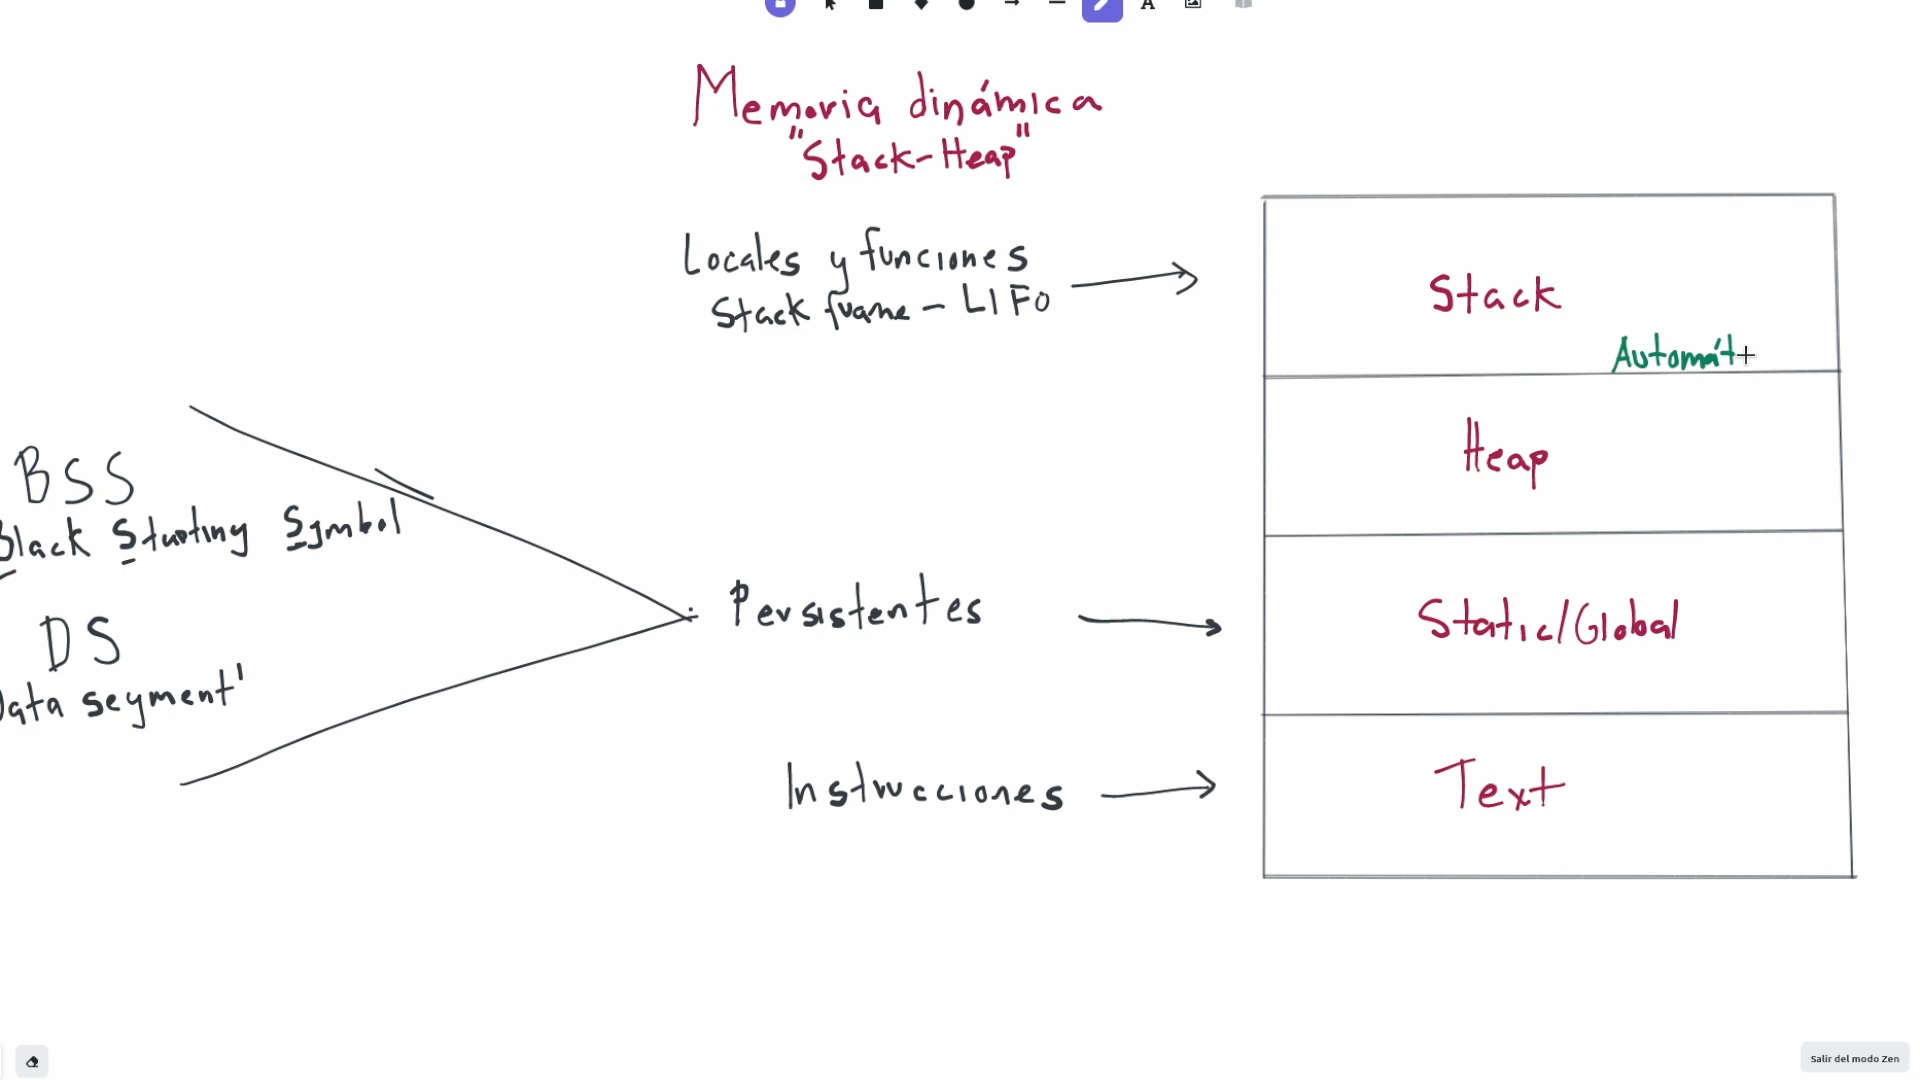 Memoria dinámica
"Stack-Heap"
Locales y funciones
Stack frame - LIFO
Stack
Automát
Heap
BSS
Black Starting Symbol
DS
Data segment'
Persistentes
Static/Global
Instrucciones
Text
Salir del modo Zen